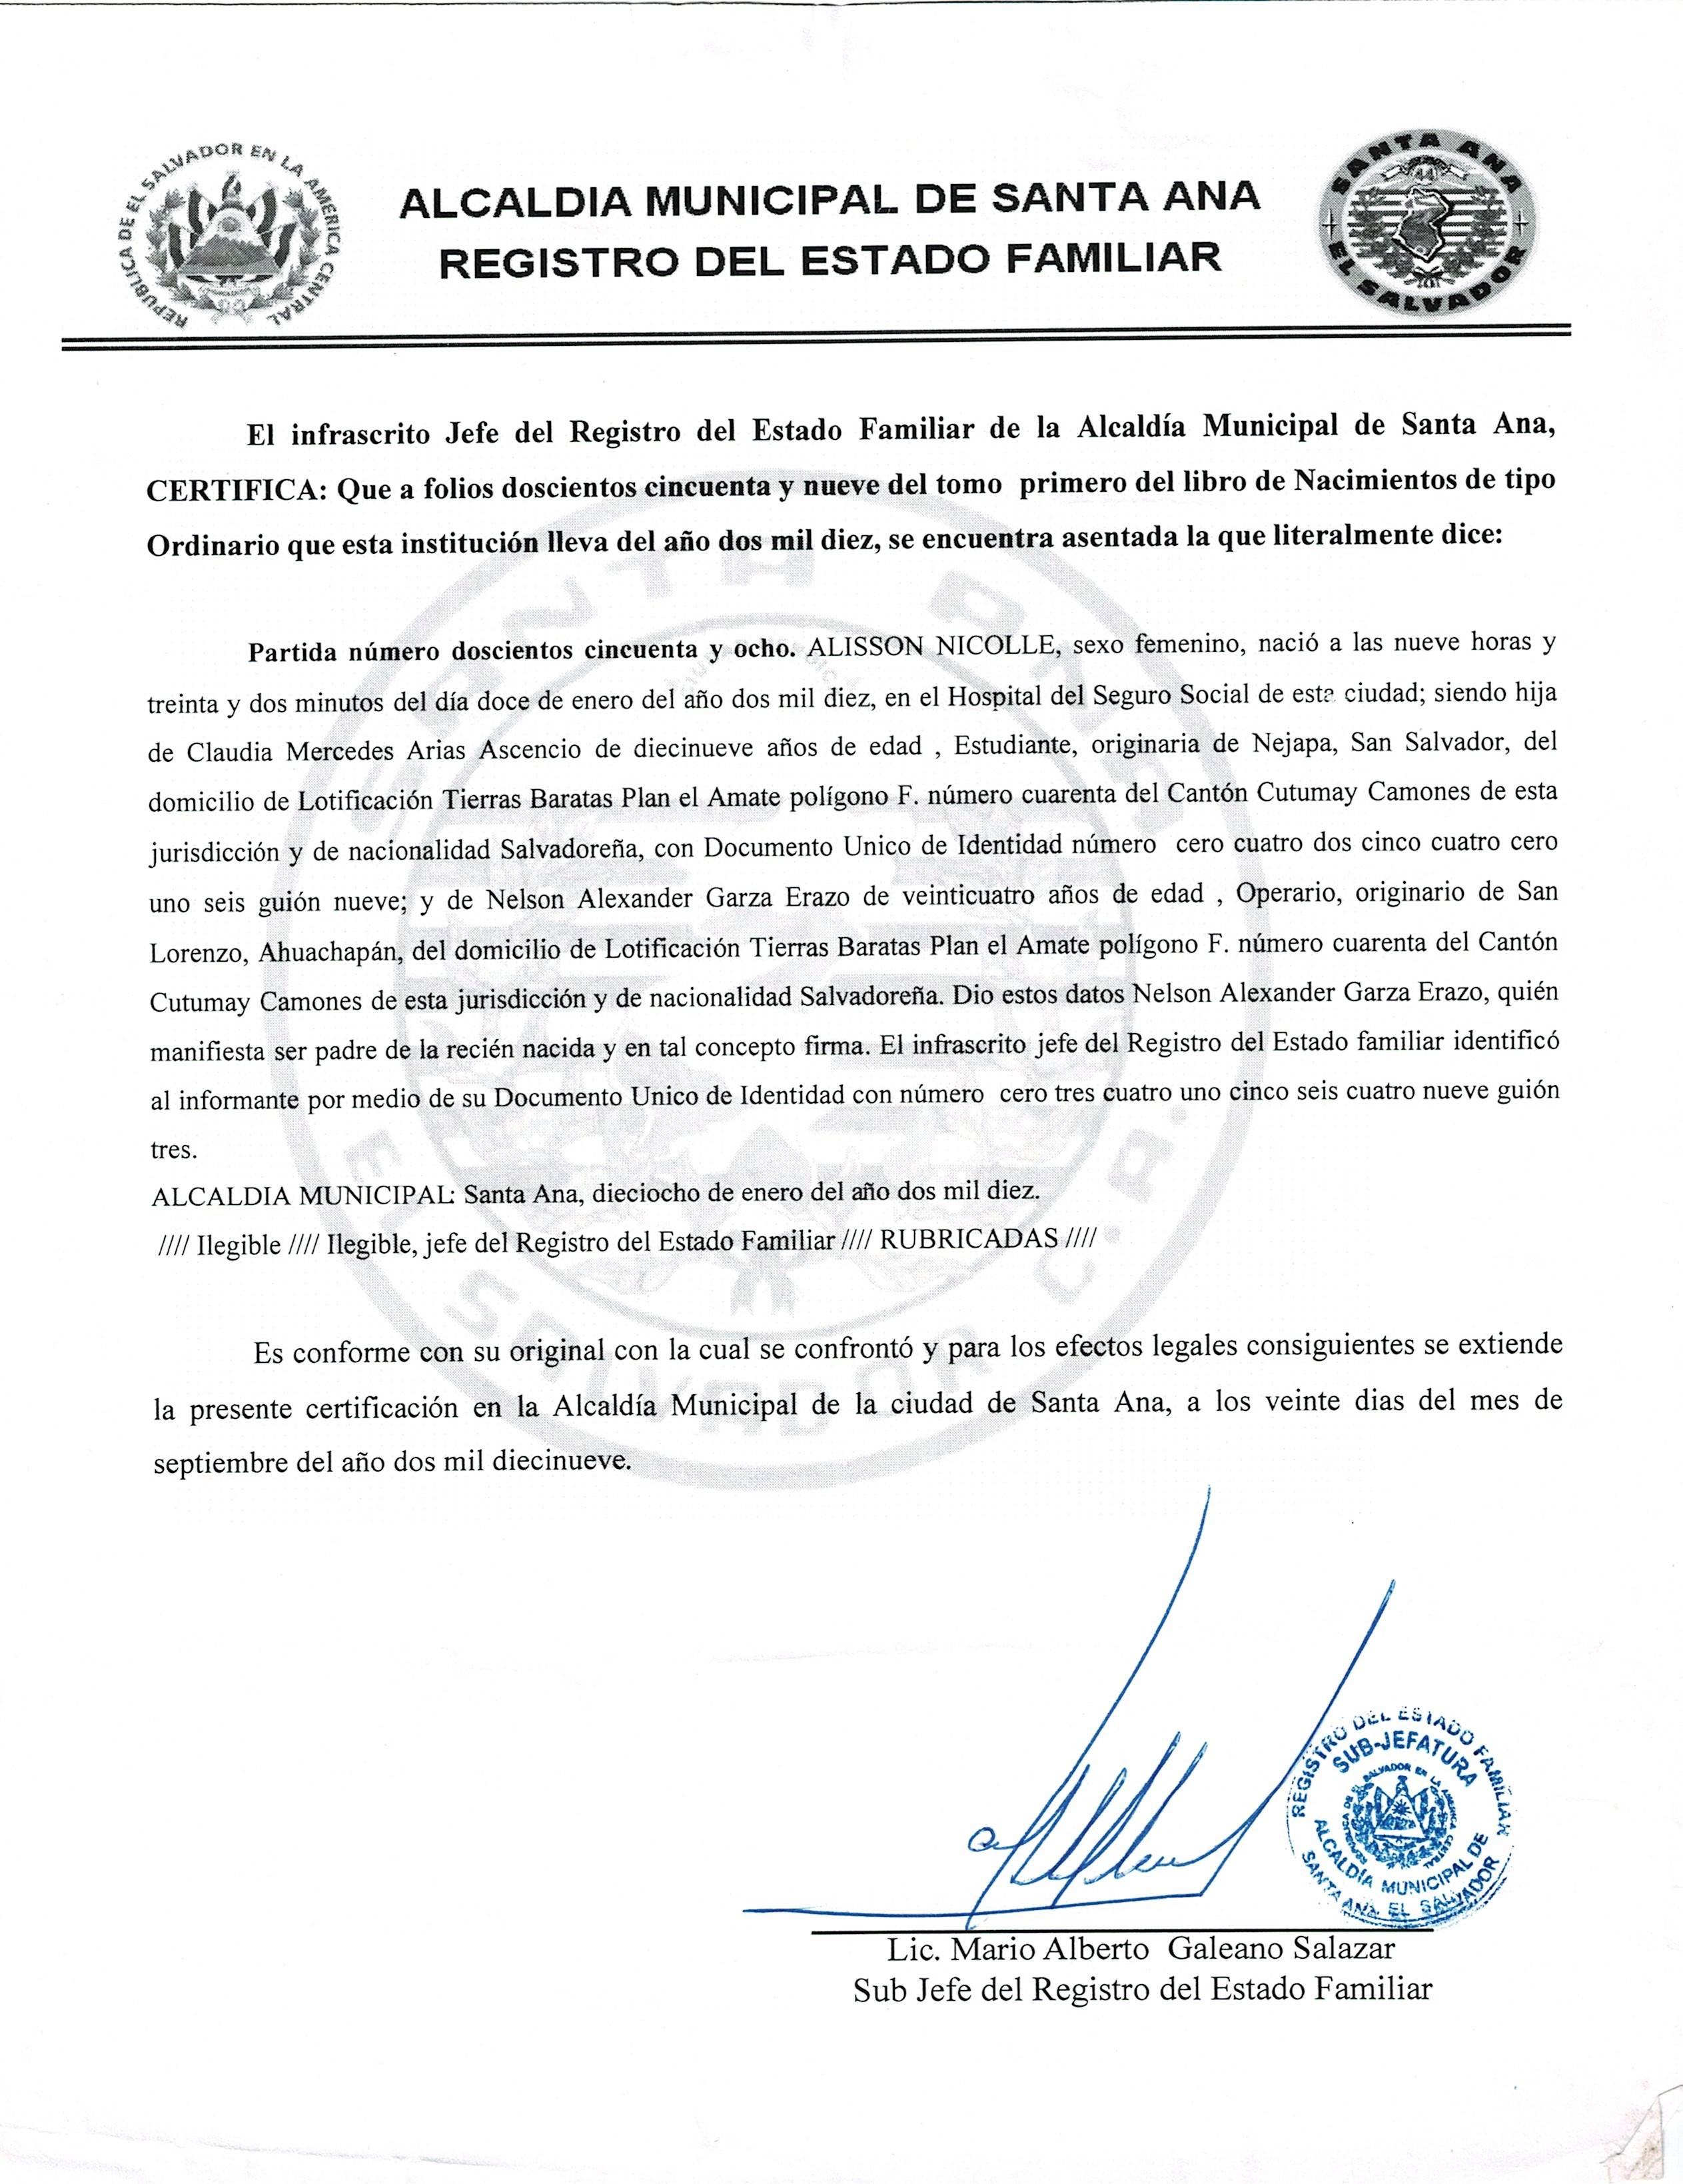 REPUBLICA DE EL SALVADOR EN LA AMERICA CENTRAL
ALCALDIA MUNICIPAL DE SANTA ANA
REGISTRO DEL ESTADO FAMILIAR
SANTA ANA
44
EL SALVADOR
El infrascrito Jefe del Registro del Estado Familiar de la Alcaldía Municipal de Santa Ana,
CERTIFICA: Que a folios doscientos cincuenta y nueve del tomo primero del libro de Nacimientos de tipo
Ordinario que esta institución lleva del año dos mil diez, se encuentra asentada la que literalmente dice:
Partida número doscientos cincuenta y ocho. ALISSON NICOLLE, sexo femenino, nació a las nueve horas y
treinta y dos minutos del día doce de enero del año dos mil diez, en el Hospital del Seguro Social de esta ciudad; siendo hija
de Claudia Mercedes Arias Ascencio de diecinueve años de edad , Estudiante, originaria de Nejapa, San Salvador, del
domicilio de Lotificación Tierras Baratas Plan el Amate polígono F. número cuarenta del Cantón Cutumay Camones de esta
jurisdicción y de nacionalidad Salvadoreña, con Documento Unico de Identidad número cero cuatro dos cinco cuatro cero
uno seis guión nueve; y de Nelson Alexander Garza Erazo de veinticuatro años de edad , Operario, originario de San
Lorenzo, Ahuachapán, del domicilio de Lotificación Tierras Baratas Plan el Amate polígono F. número cuarenta del Cantón
Cutumay Camones de esta jurisdicción y de nacionalidad Salvadoreña. Dio estos datos Nelson Alexander Garza Erazo, quién
manifiesta ser padre de la recién nacida y en tal concepto firma. El infrascrito jefe del Registro del Estado familiar identificó
al informante por medio de su Documento Unico de Identidad con número cero tres cuatro uno cinco seis cuatro nueve guión
tres.
ALCALDIA MUNICIPAL: Santa Ana, dieciocho de enero del año dos mil diez.
//// Ilegible //// Ilegible, jefe del Registro del Estado Familiar //// RUBRICADAS ////
Es conforme con su original con la cual se confrontó y para los efectos legales consiguientes se extiende
la presente certificación en la Alcaldía Municipal de la ciudad de Santa Ana, a los veinte dias del mes de
septiembre del año dos mil diecinueve.
REGISTRO DEL ESTADO FAMILIAR
SUB-JEFATURA
ALCALDÍA MUNICIPAL DE
SANTA ANA EL SALVADOR
Lic. Mario Alberto Galeano Salazar
Sub Jefe del Registro del Estado Familiar